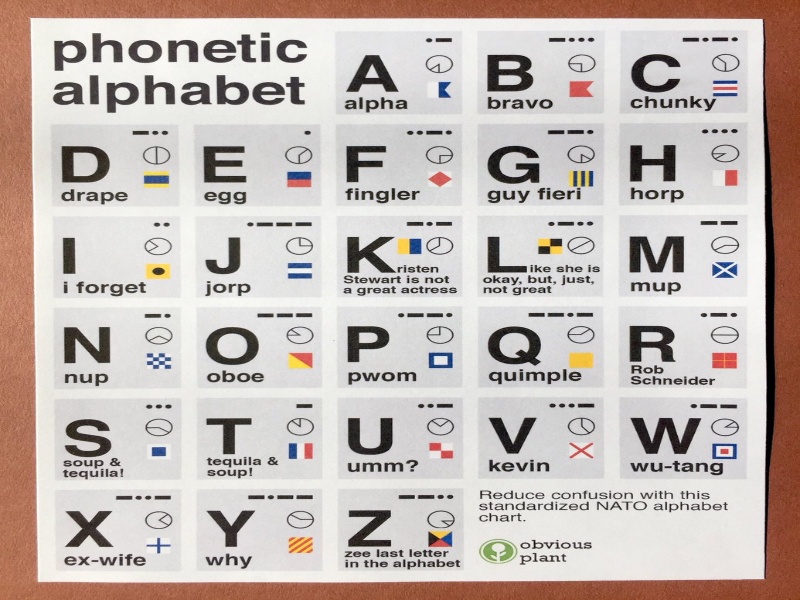 phonetic
alphabet
A
alpha
B
bravo
C
chunky
D
drape
E
egg
F
fingler
G
guy fieri
H
horp
I
i forget
J
jorp
Kristen
Stewart is not
a great actress
Like she is
okay, but, just,
not great
M
mup
N
nup
O
oboe
P
pwom
Q
quimple
R
Rob
Schneider
S
soup &
tequila!
T
tequila &
soup!
U
umm?
V
kevin
W
wu-tang
X
ex-wife
Y
why
Z
zee last letter
in the alphabet
Reduce confusion with this
standardized NATO alphabet
chart.
obvious
plant